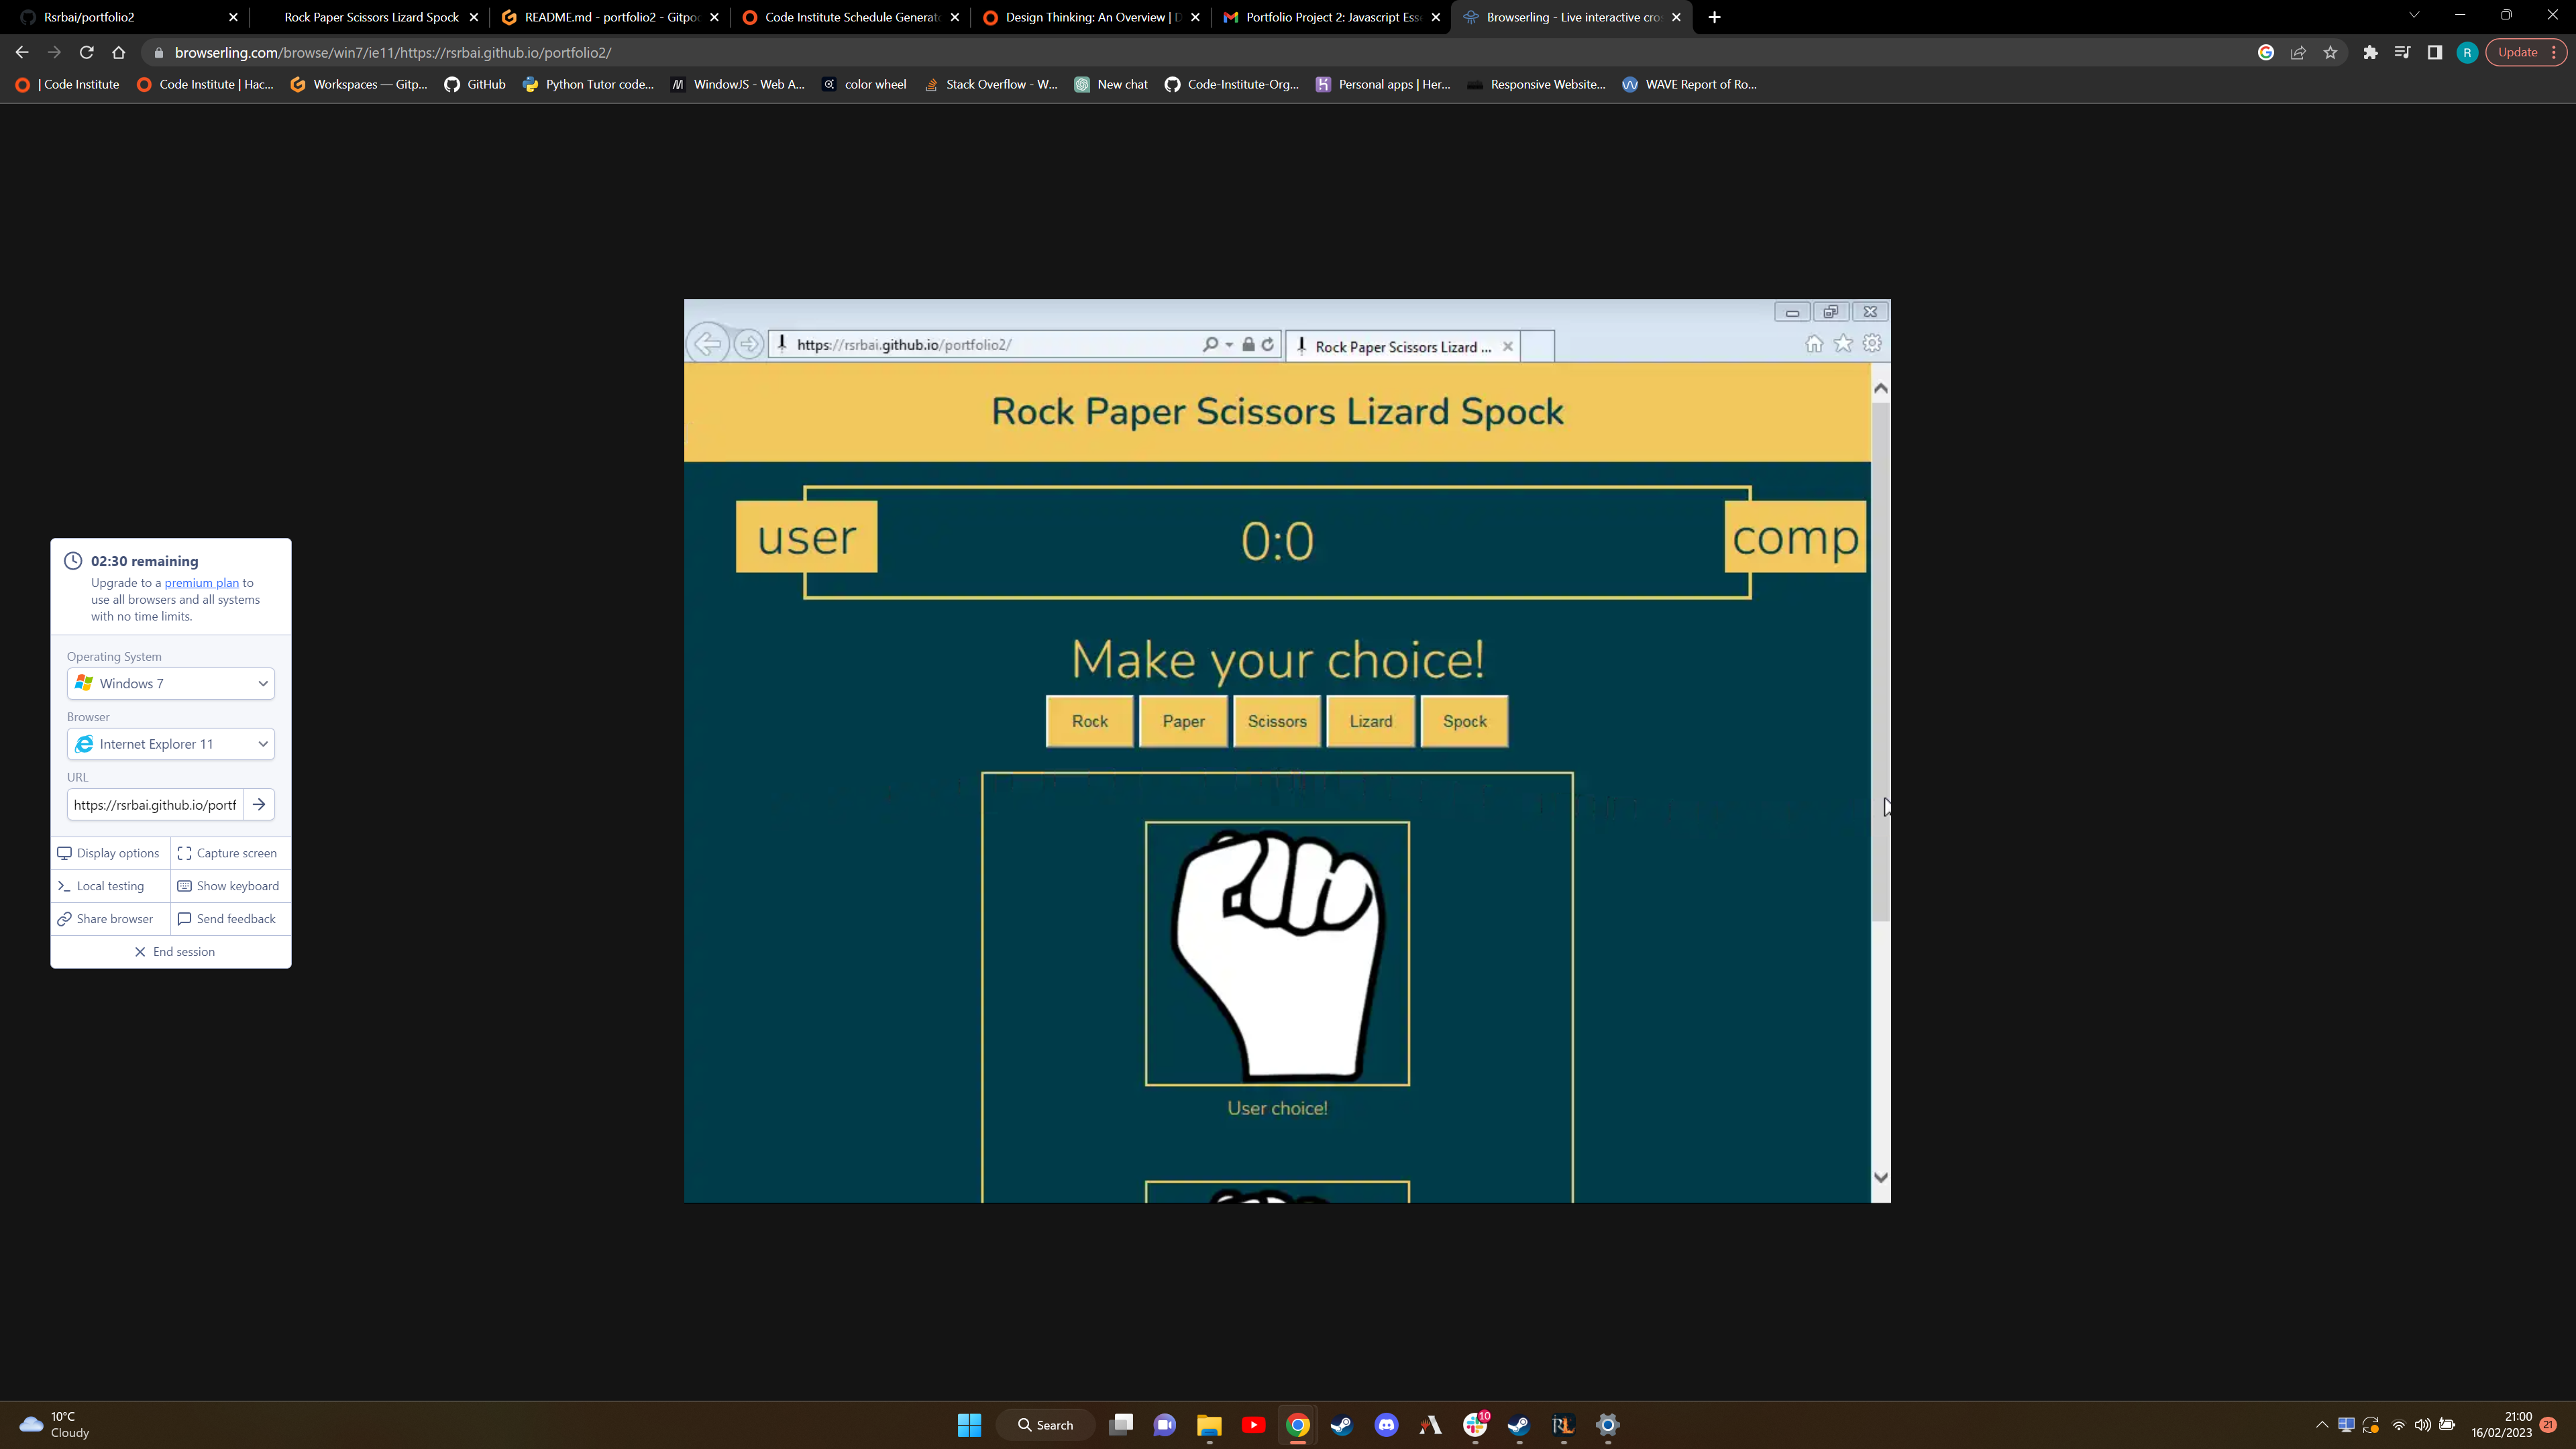 Rsrbai/portfolio2
Rock Paper Scissors Lizard Spock
README.md - portfolio2 - Gitpo
Code Institute Schedule Generat
Design Thinking: An Overview | D
Portfolio Project 2: Javascript Ess
Browserling - Live interactive cro
browserling.com/browse/win7/ie11/https://rsrbai.github.io/portfolio2/
R
Update
| Code Institute
Code Institute | Hac...
Workspaces — Gitp...
GitHub
Python Tutor code...
WindowJS - Web A...
color wheel
Stack Overflow - W...
New chat
Code-Institute-Org...
Personal apps | Her...
Responsive Website...
WAVE Report of Ro...
https://rsrbai.github.io/portfolio2/
Rock Paper Scissors Lizard ...
Rock Paper Scissors Lizard Spock
user
0:0
comp
Make your choice!
Rock
Paper
Scissors
Lizard
Spock
User choice!
02:30 remaining
Upgrade to a premium plan to
use all browsers and all systems
with no time limits.
Operating System
Windows 7
Browser
Internet Explorer 11
URL
https://rsrbai.github.io/portf
Display options
Capture screen
Local testing
Show keyboard
Share browser
Send feedback
End session
10°C
Cloudy
Search
10
21:00
16/02/2023
21